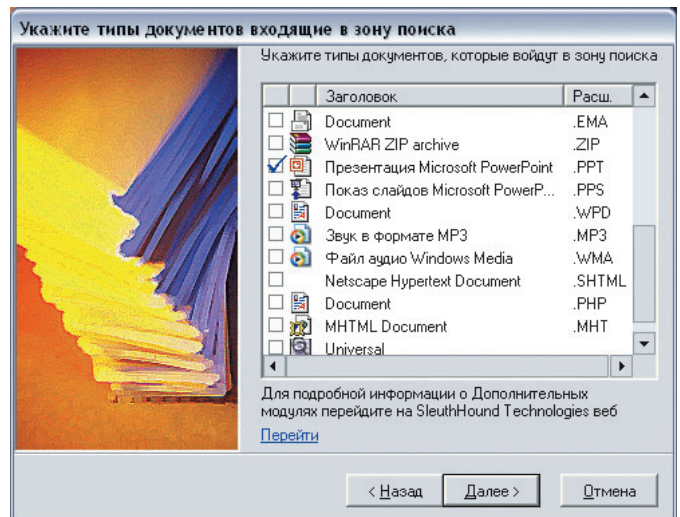 Укажите типы документов входящие в зону поиска
Укажите типы документов, которые войдут в зону поиска
Заголовок Расш.
Document .EMA
WinRAR ZIP archive .ZIP
Презентация Microsoft PowerPoint .PPT
Показ слайдов Microsoft PowerP... .PPS
Document .WPD
Звук в формате MP3 .MP3
Файл аудио Windows Media .WMA
Netscape Hypertext Document .SHTML
Document .PHP
MHTML Document .MHT
Universal
Для подробной информации о Дополнительных
модулях перейдите на SleuthHound Technologies веб
Перейти
< Назад Далее > Отмена